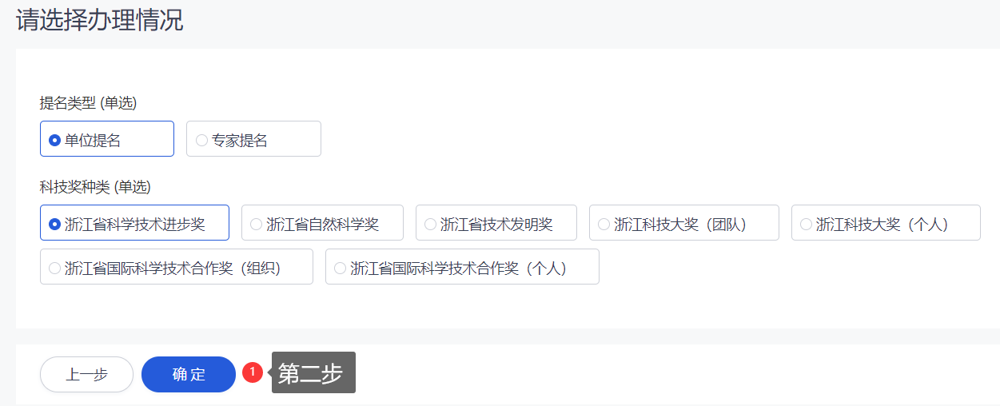 请选择办理情况
提名类型 (单选)
单位提名 专家提名
科技奖种类 (单选)
浙江省科学技术进步奖 浙江省自然科学奖 浙江省技术发明奖 浙江科技大奖（团队） 浙江科技大奖（个人）
浙江省国际科学技术合作奖（组织） 浙江省国际科学技术合作奖（个人）
上一步 确 定 1 第二步